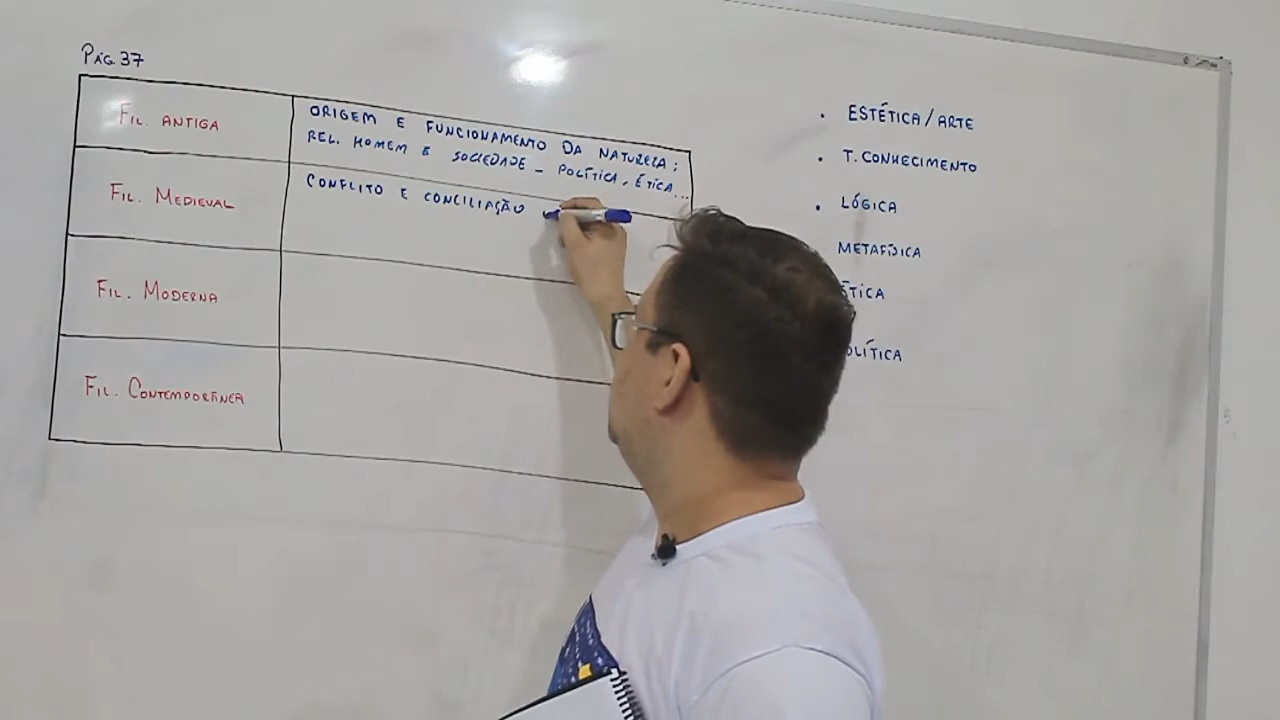 PÁG. 37
FIL. ANTIGA
ORIGEM E FUNCIONAMENTO DA NATUREZA;
REL. HOMEM E SOCIEDADE - POLÍTICA, ÉTICA...
FIL. MEDIEVAL
CONFLITO E CONCILIAÇÃO
FIL. MODERNA
FIL. CONTEMPORÂNEA
• ESTÉTICA/ARTE
• T. CONHECIMENTO
• LÓGICA
METAFÍSICA
ÉTICA
OLÍTICA